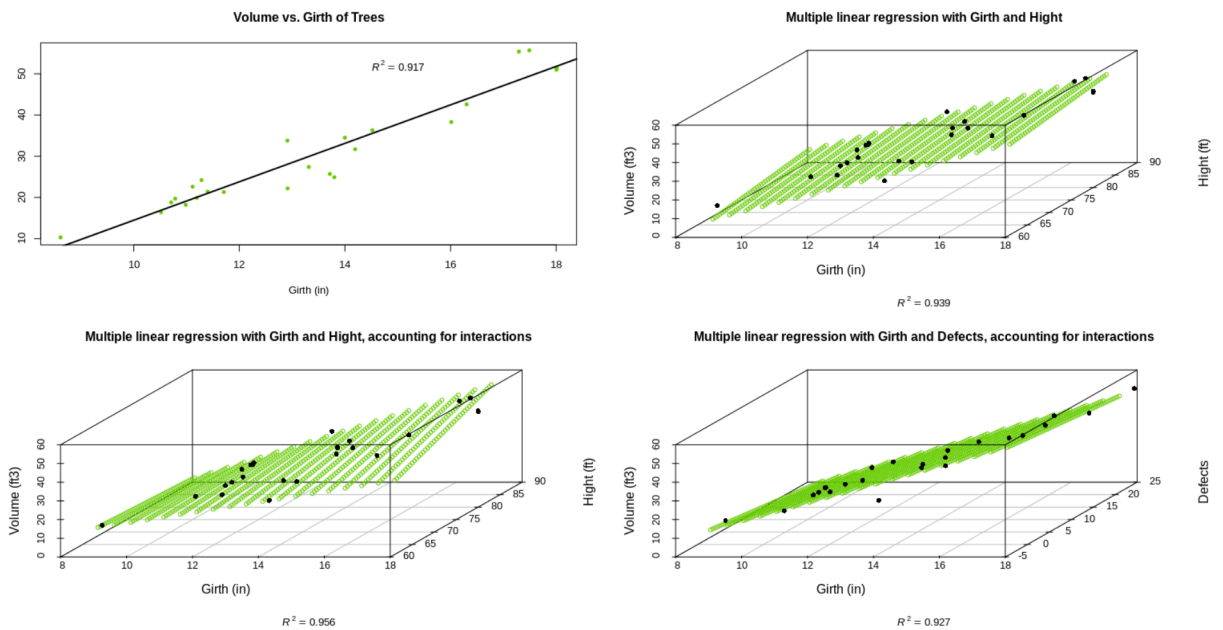 Volume vs. Girth of Trees
R² = 0.917
50
40
30
20
10
10 12 14 16 18
Girth (in)
Multiple linear regression with Girth and Hight
60
50
40
30
20
10
0
Volume (ft3)
8 10 12 14 16 18
Girth (in)
60 65 70 75 80 85 90
Hight (ft)
R² = 0.939
Multiple linear regression with Girth and Hight, accounting for interactions
60
50
40
30
20
10
0
Volume (ft3)
8 10 12 14 16 18
Girth (in)
60 65 70 75 80 85 90
Hight (ft)
R² = 0.956
Multiple linear regression with Girth and Defects, accounting for interactions
60
50
40
30
20
10
0
Volume (ft3)
8 10 12 14 16 18
Girth (in)
-5 0 5 10 15 20 25
Defects
R² = 0.927